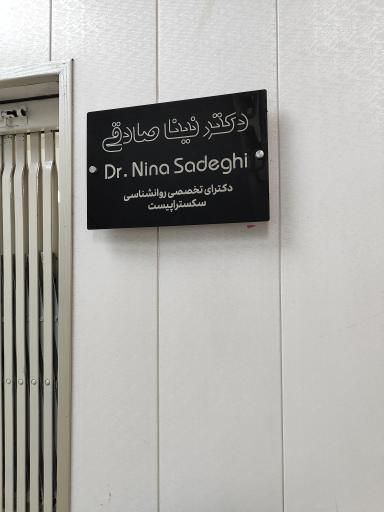 دکتر نینا صادقی
Dr. Nina Sadeghi
دکترای تخصصی روانشناسی
سکستراپیست